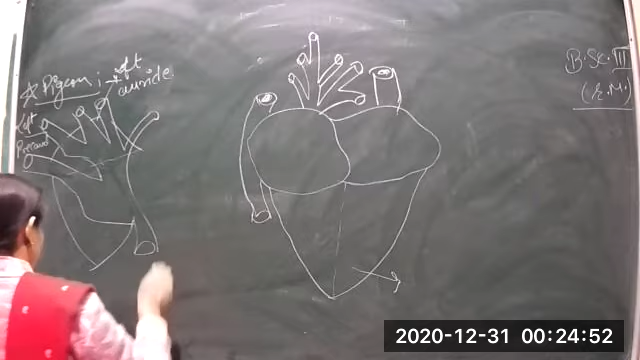 * Pigeon : left
auricle
Left
Precaval
B.Sc. III
(E.M.)
2020-12-31 00:24:52